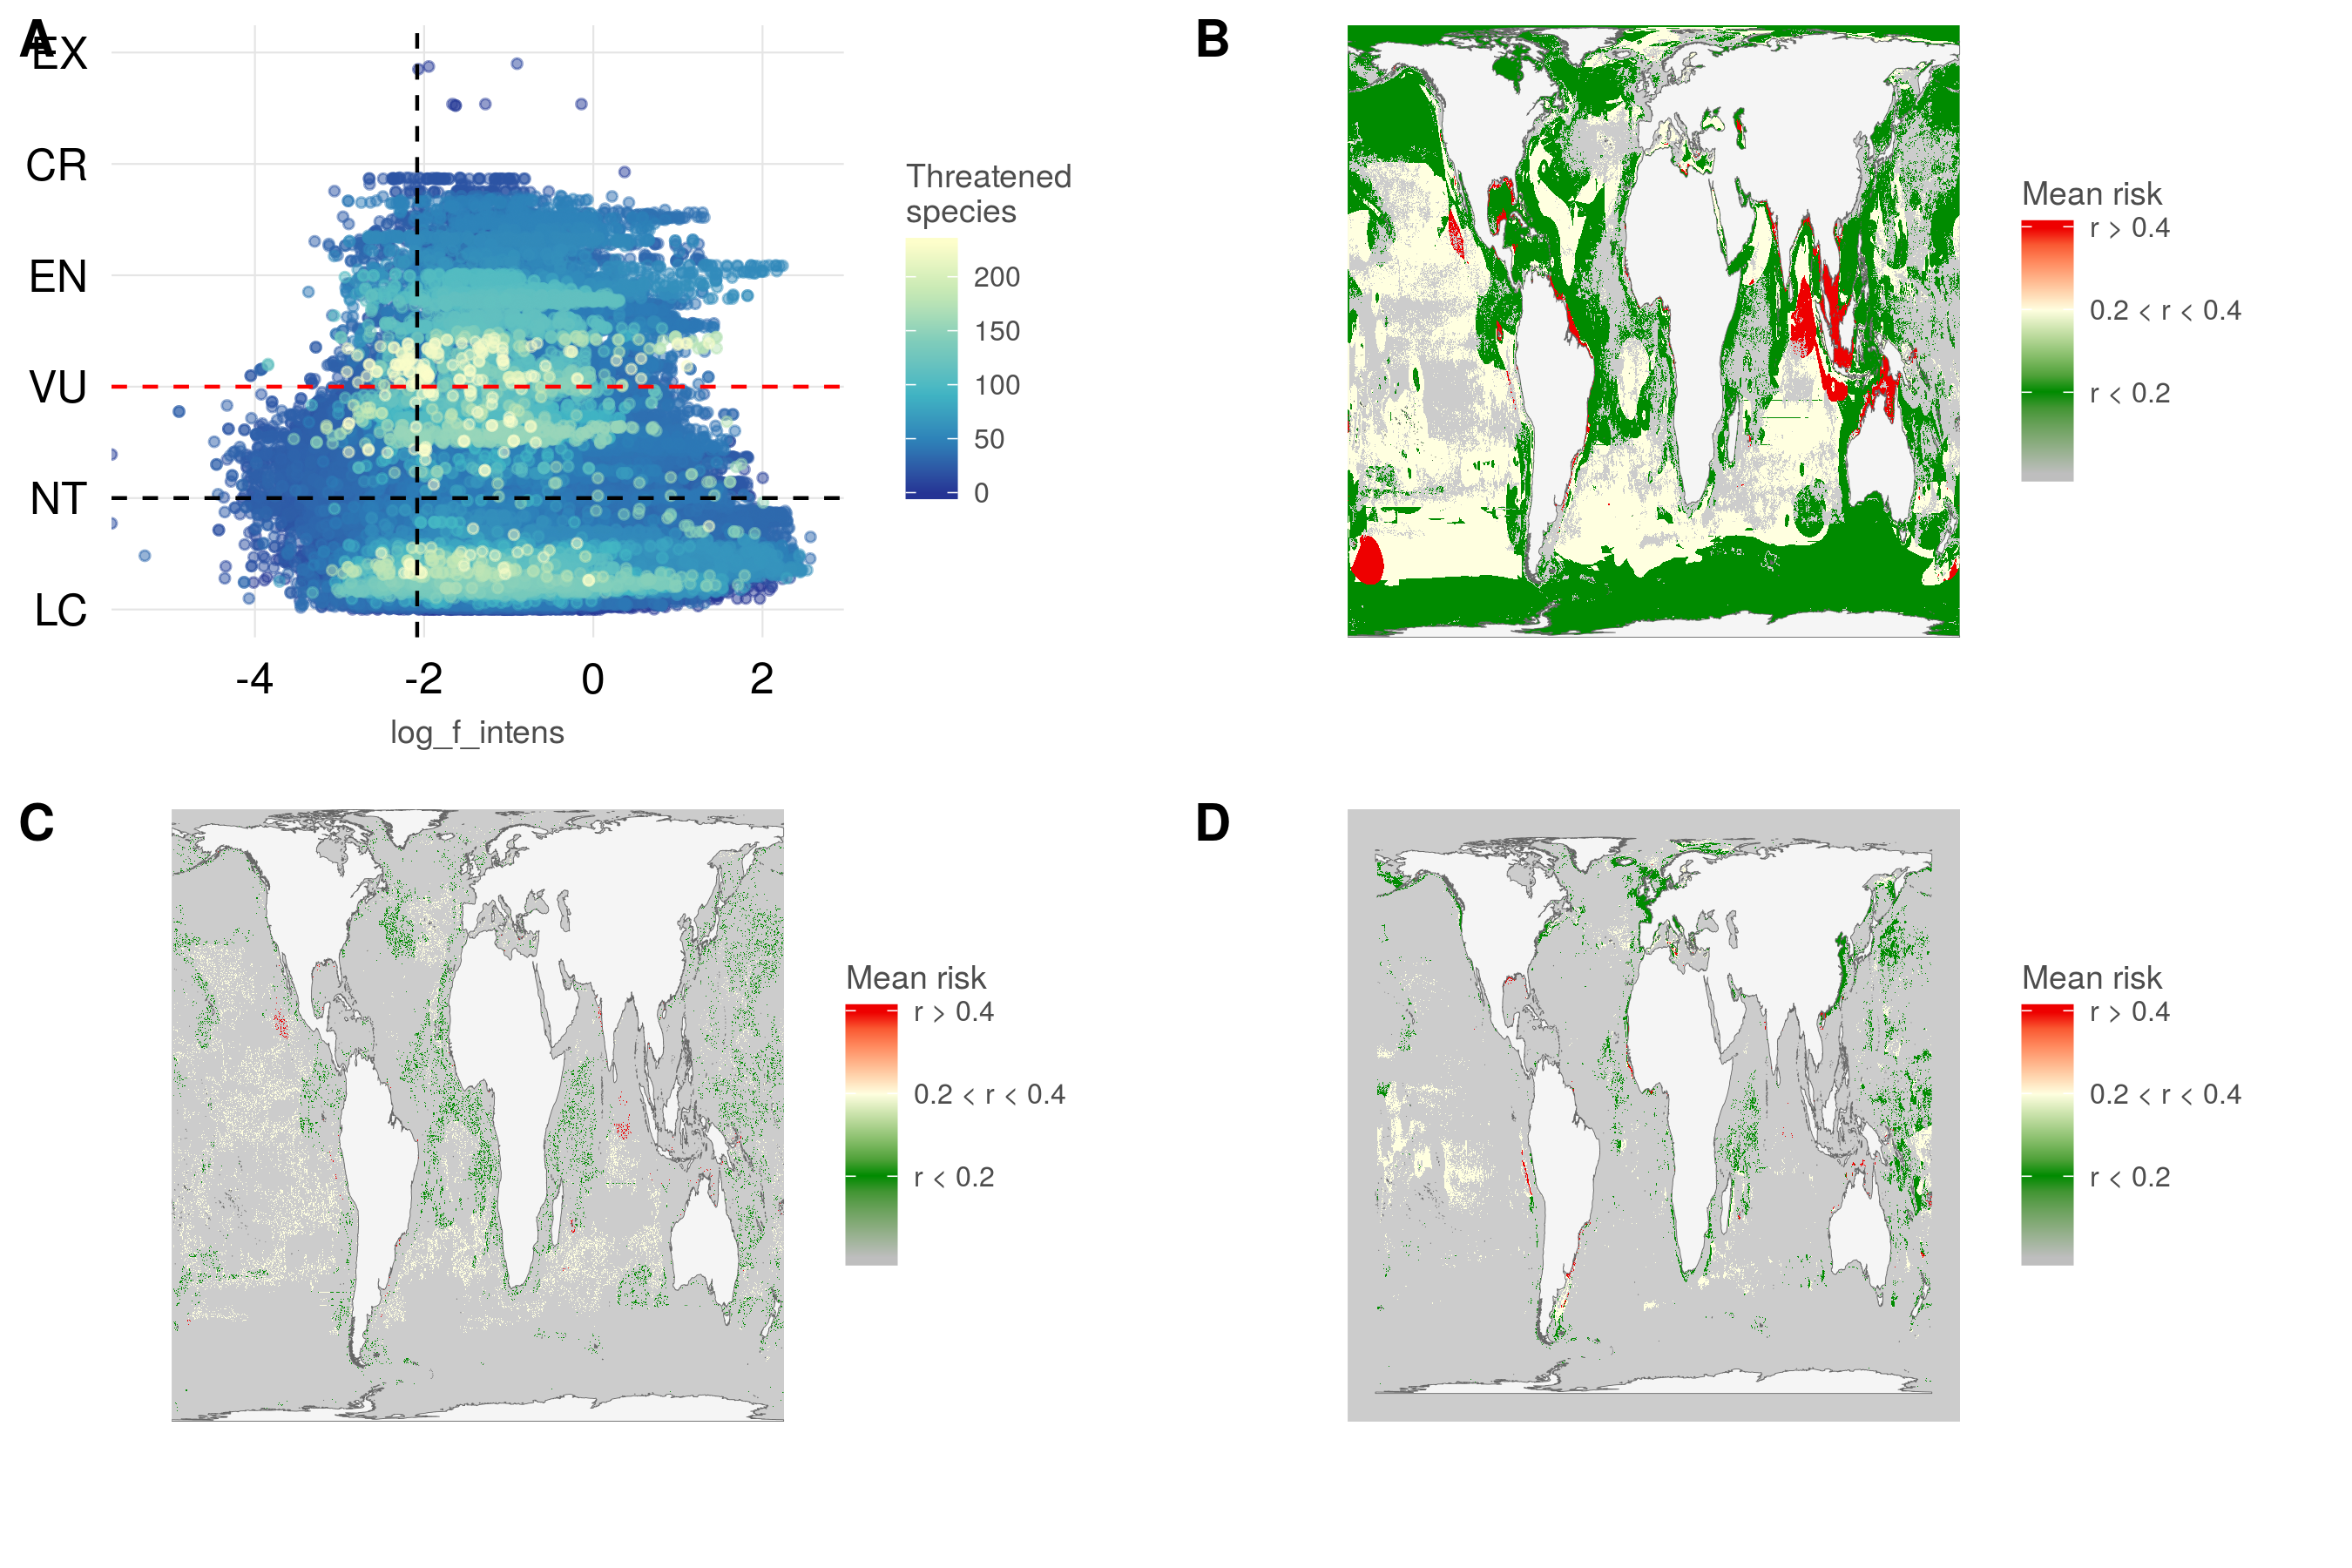 A
EX
CR
EN
VU
NT
LC
-4
-2
0
2
log_f_intens
Threatened
species
200
150
100
50
0
B
Mean risk
r > 0.4
0.2 < r < 0.4
r < 0.2
C
Mean risk
r > 0.4
0.2 < r < 0.4
r < 0.2
D
Mean risk
r > 0.4
0.2 < r < 0.4
r < 0.2